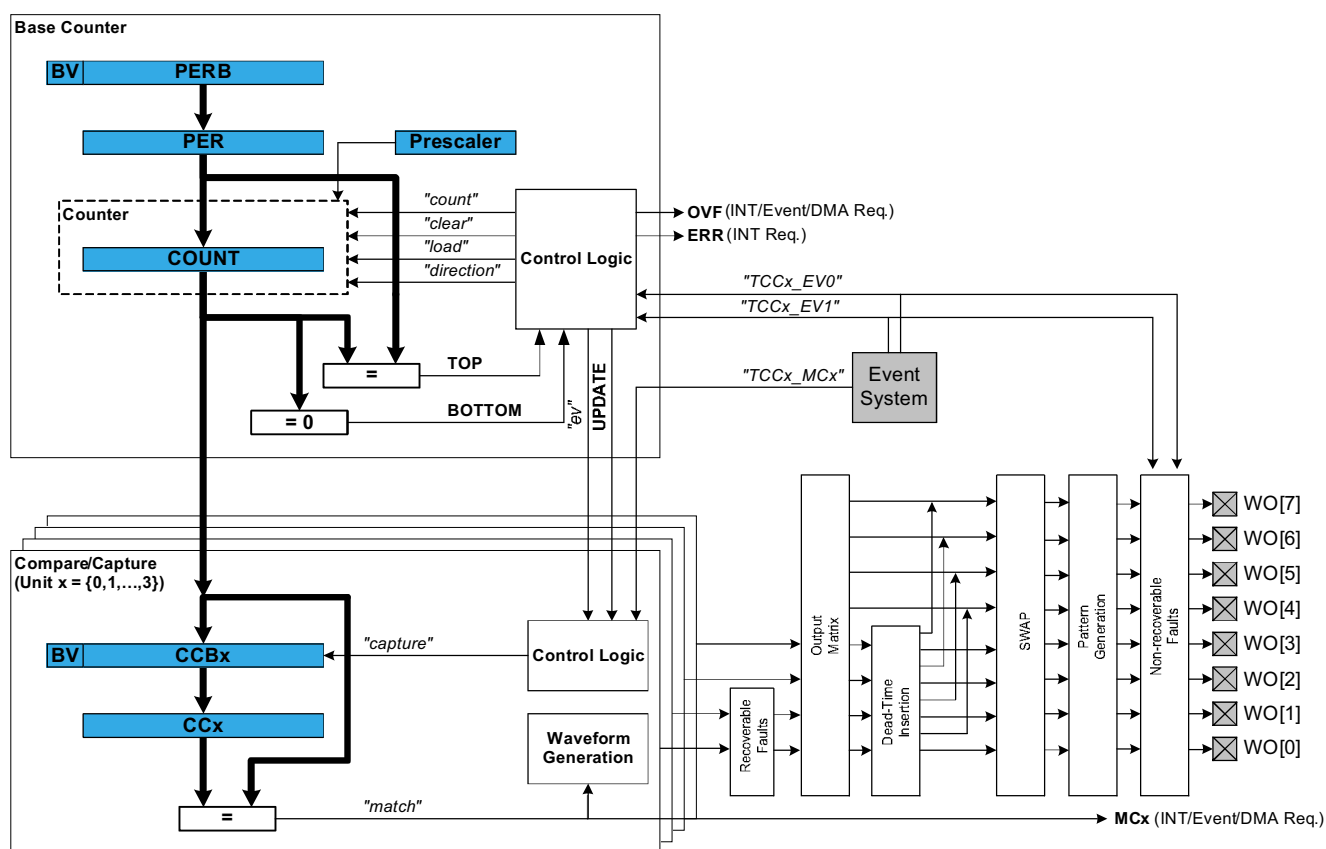 Base Counter
BV
PERB
PER
Prescaler
Counter
COUNT
"count"
"clear"
"load"
"direction"
Control Logic
OVF (INT/Event/DMA Req.)
ERR (INT Req.)
"TCCx_EV0"
"TCCx_EV1"
"TCCx_MCx"
Event
System
=
TOP
= 0
BOTTOM
"ev"
UPDATE
Compare/Capture
(Unit x = {0,1,...,3})
BV
CCBx
"capture"
Control Logic
CCx
Waveform
Generation
=
"match"
Recoverable
Faults
Output
Matrix
Dead-Time
Insertion
SWAP
Pattern
Generation
Non-recoverable
Faults
WO[7]
WO[6]
WO[5]
WO[4]
WO[3]
WO[2]
WO[1]
WO[0]
MCx (INT/Event/DMA Req.)